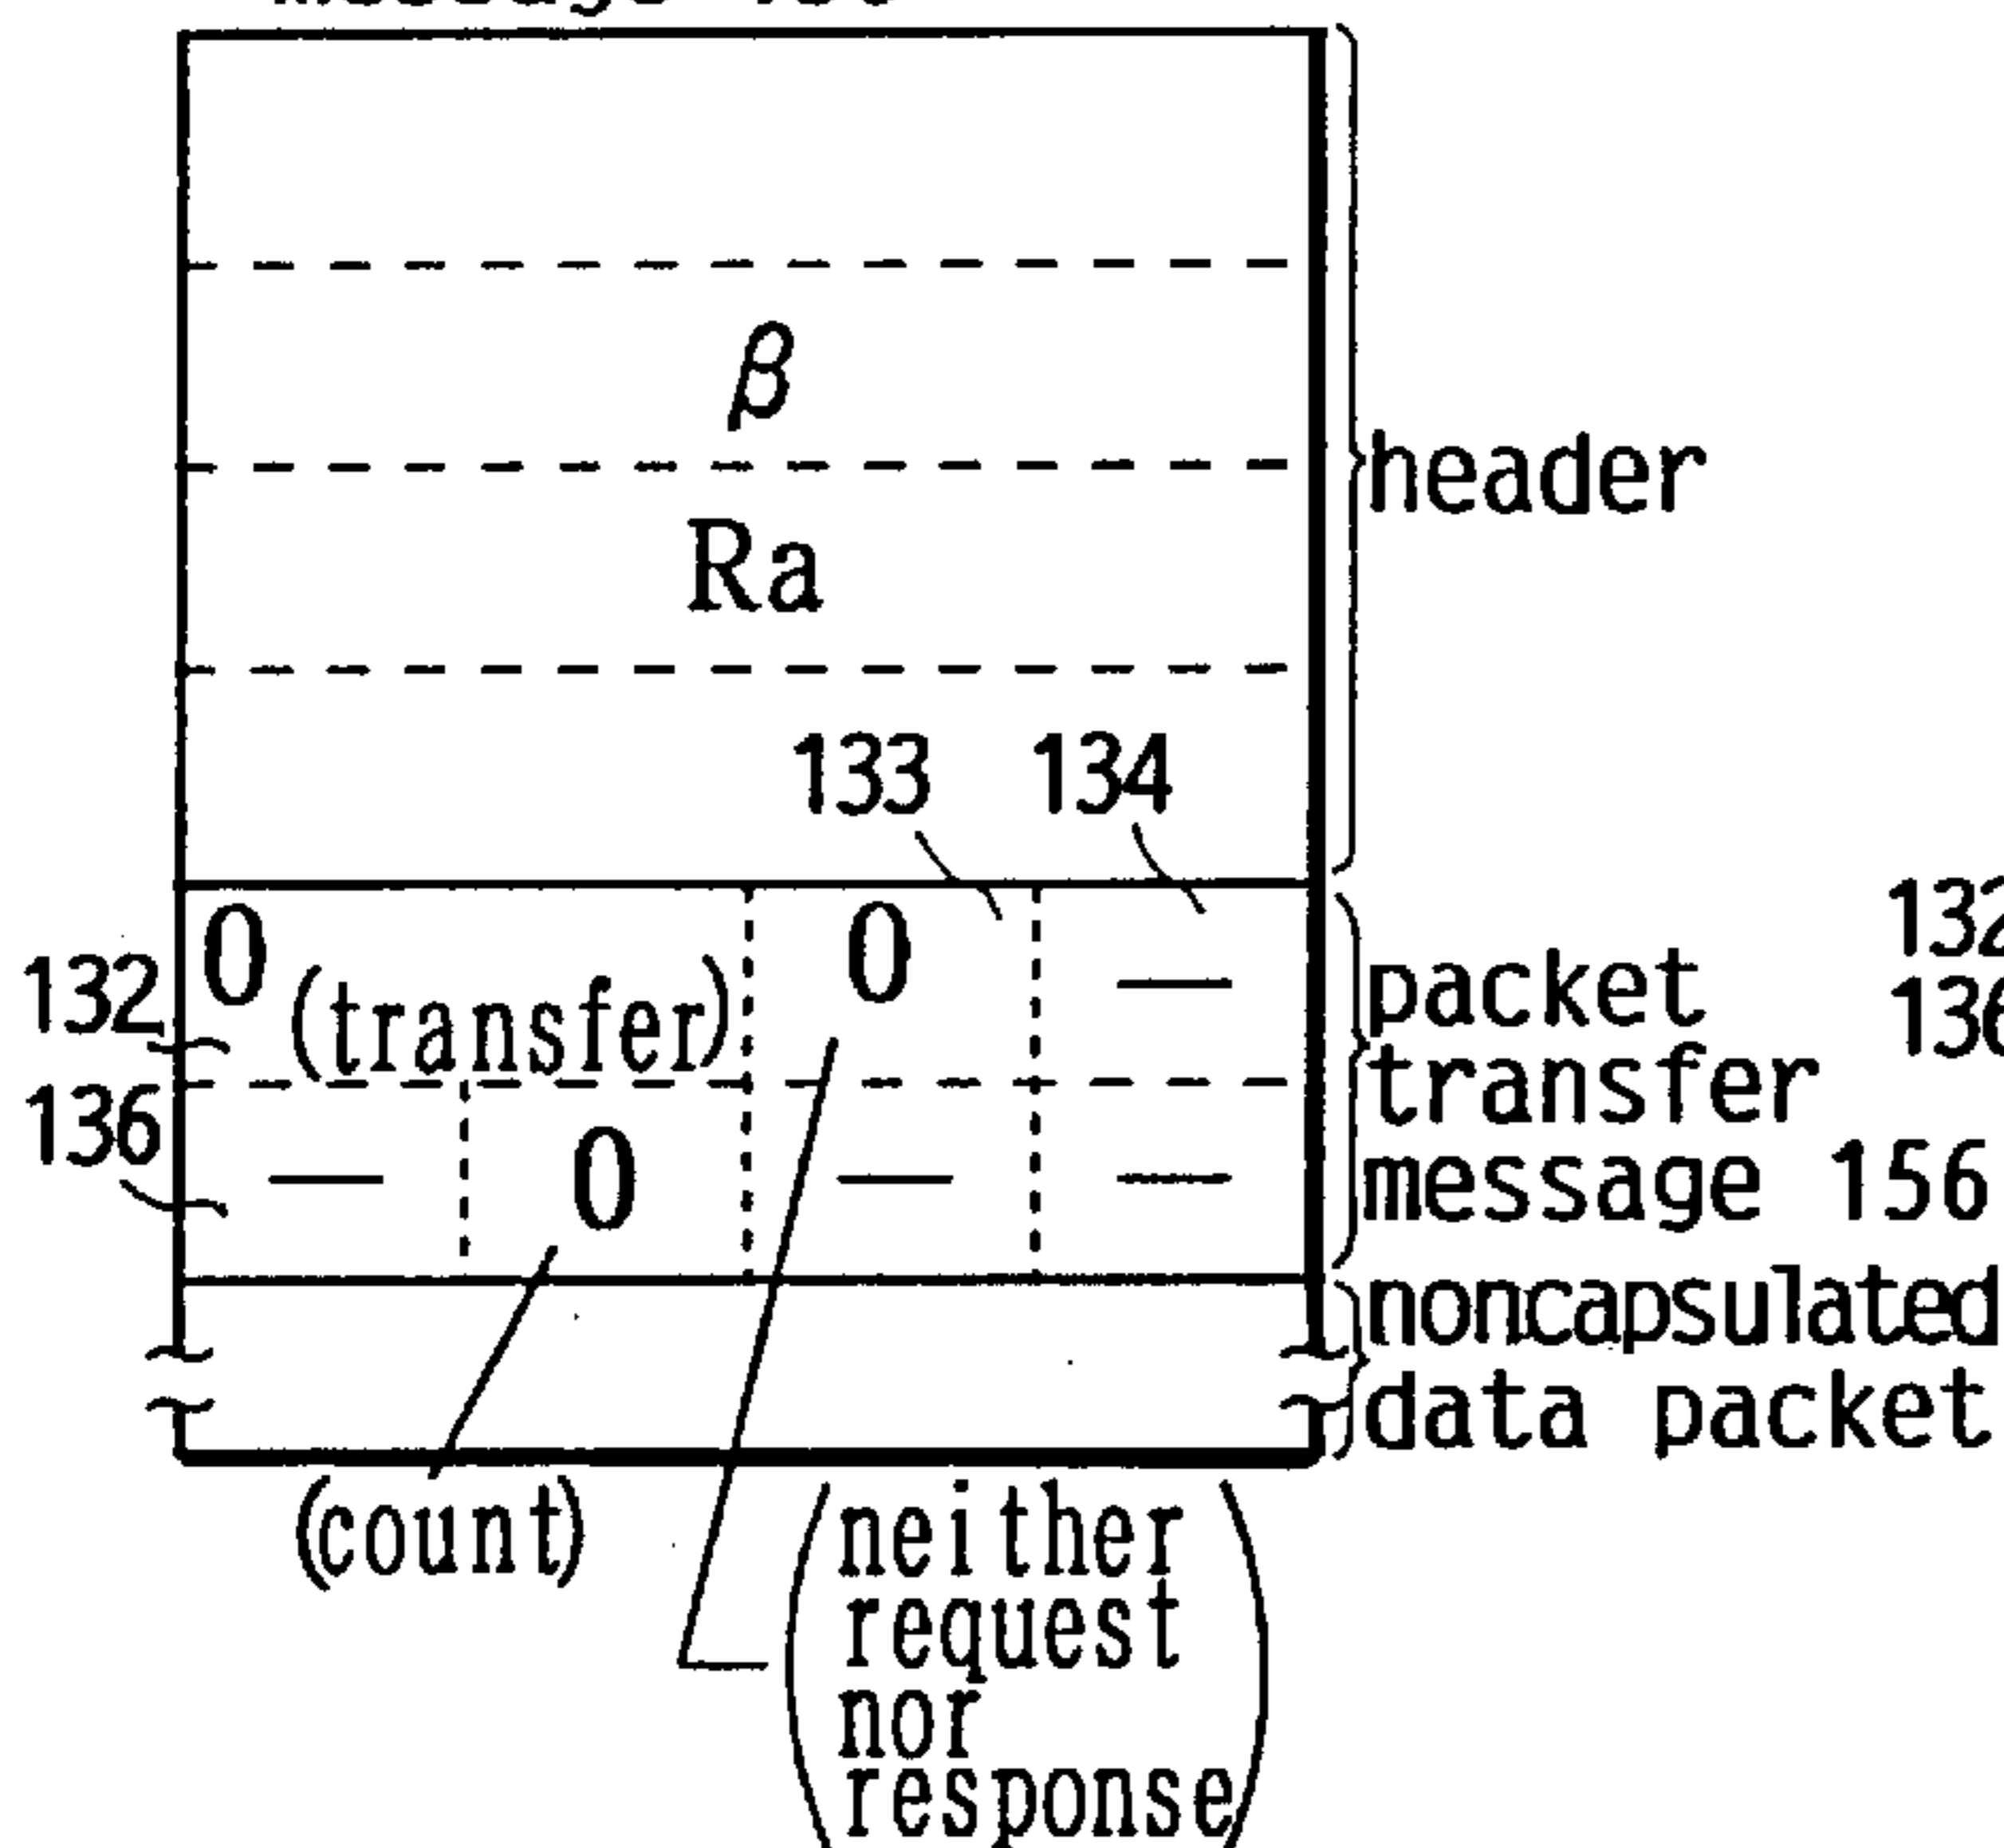 β
header
Ra
133 134
0 (transfer) 0 —
132
136
— 0 — —
packet
transfer
message 156
noncapsulated
data packet
(count)
(neither
request
nor
response)